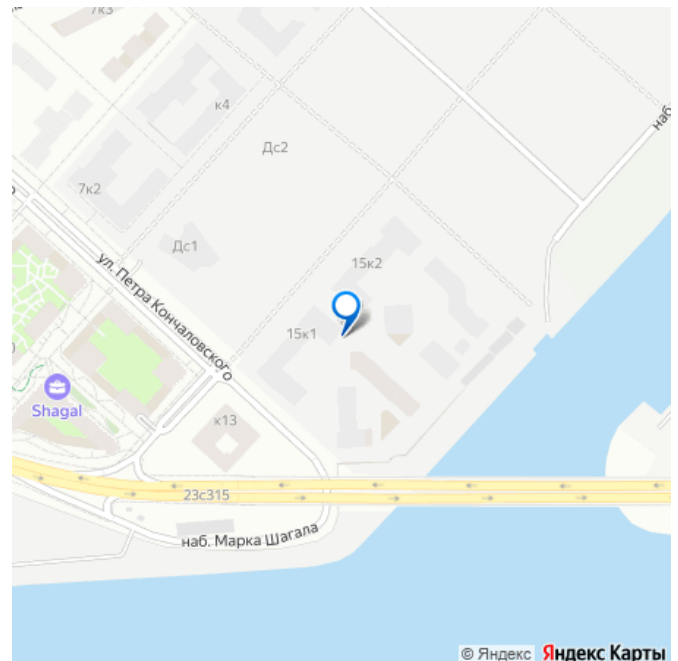 7к3
к4
наб
Дс2
7к2
Дс1
15к2
ул. Петра Кончаловского
15к1
Shagal
к13
23с315
наб. Марка Шагала
© Яндекс Яндекс Карты